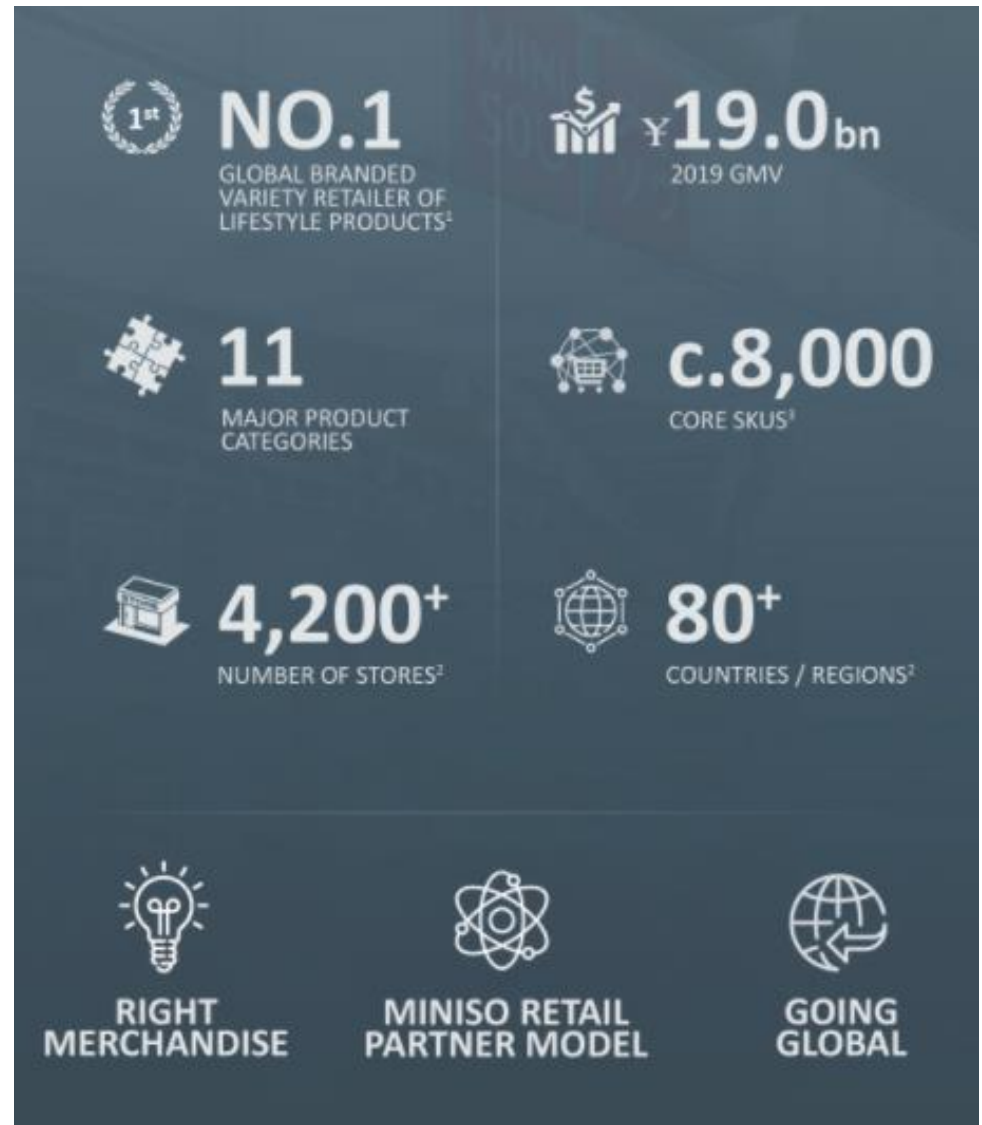 1st
NO.1
GLOBAL BRANDED
VARIETY RETAILER OF
LIFESTYLE PRODUCTS¹
$
¥19.0bn
2019 GMV
11
MAJOR PRODUCT
CATEGORIES
c.8,000
CORE SKUS³
4,200+
NUMBER OF STORES²
80+
COUNTRIES / REGIONS²
RIGHT
MERCHANDISE
MINISO RETAIL
PARTNER MODEL
GOING
GLOBAL